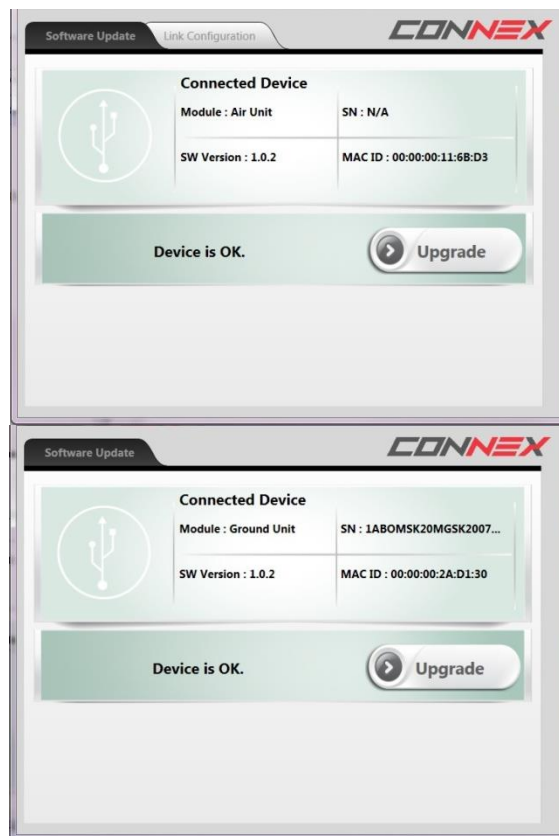 Software Update Link Configuration CONNEX
Connected Device
Module : Air Unit SN : N/A
SW Version : 1.0.2 MAC ID : 00:00:00:11:6B:D3
Device is OK. Upgrade
Software Update CONNEX
Connected Device
Module : Ground Unit SN : 1ABOMSK20MGSK2007...
SW Version : 1.0.2 MAC ID : 00:00:00:2A:D1:30
Device is OK. Upgrade